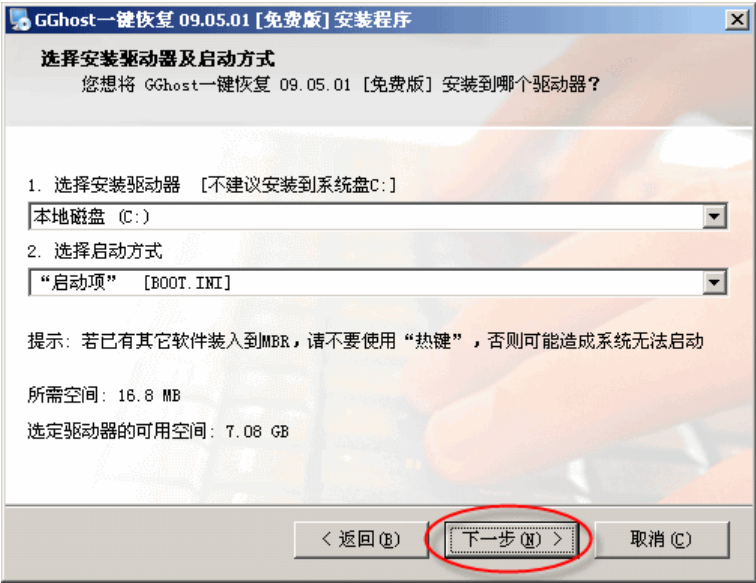 GGhost一键恢复 09.05.01 [免费版] 安装程序
选择安装驱动器及启动方式
您想将 GGhost一键恢复 09.05.01 [免费版] 安装到哪个驱动器?
1. 选择安装驱动器 [不建议安装到系统盘C:]
本地磁盘 (C:)
2. 选择启动方式
“启动项” [BOOT.INI]
提示: 若已有其它软件装入到MBR，请不要使用“热键”，否则可能造成系统无法启动
所需空间: 16.8 MB
选定驱动器的可用空间: 7.08 GB
< 返回(B) 下一步(N) > 取消(C)